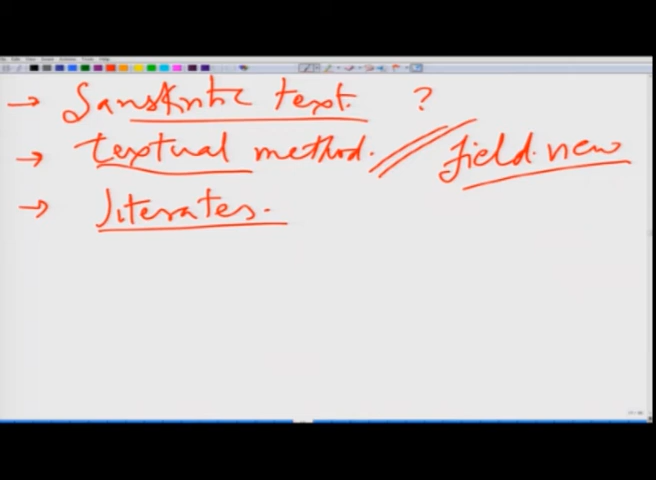 → Sanskritic text. ?
→ textual method. // field view
→ literates.